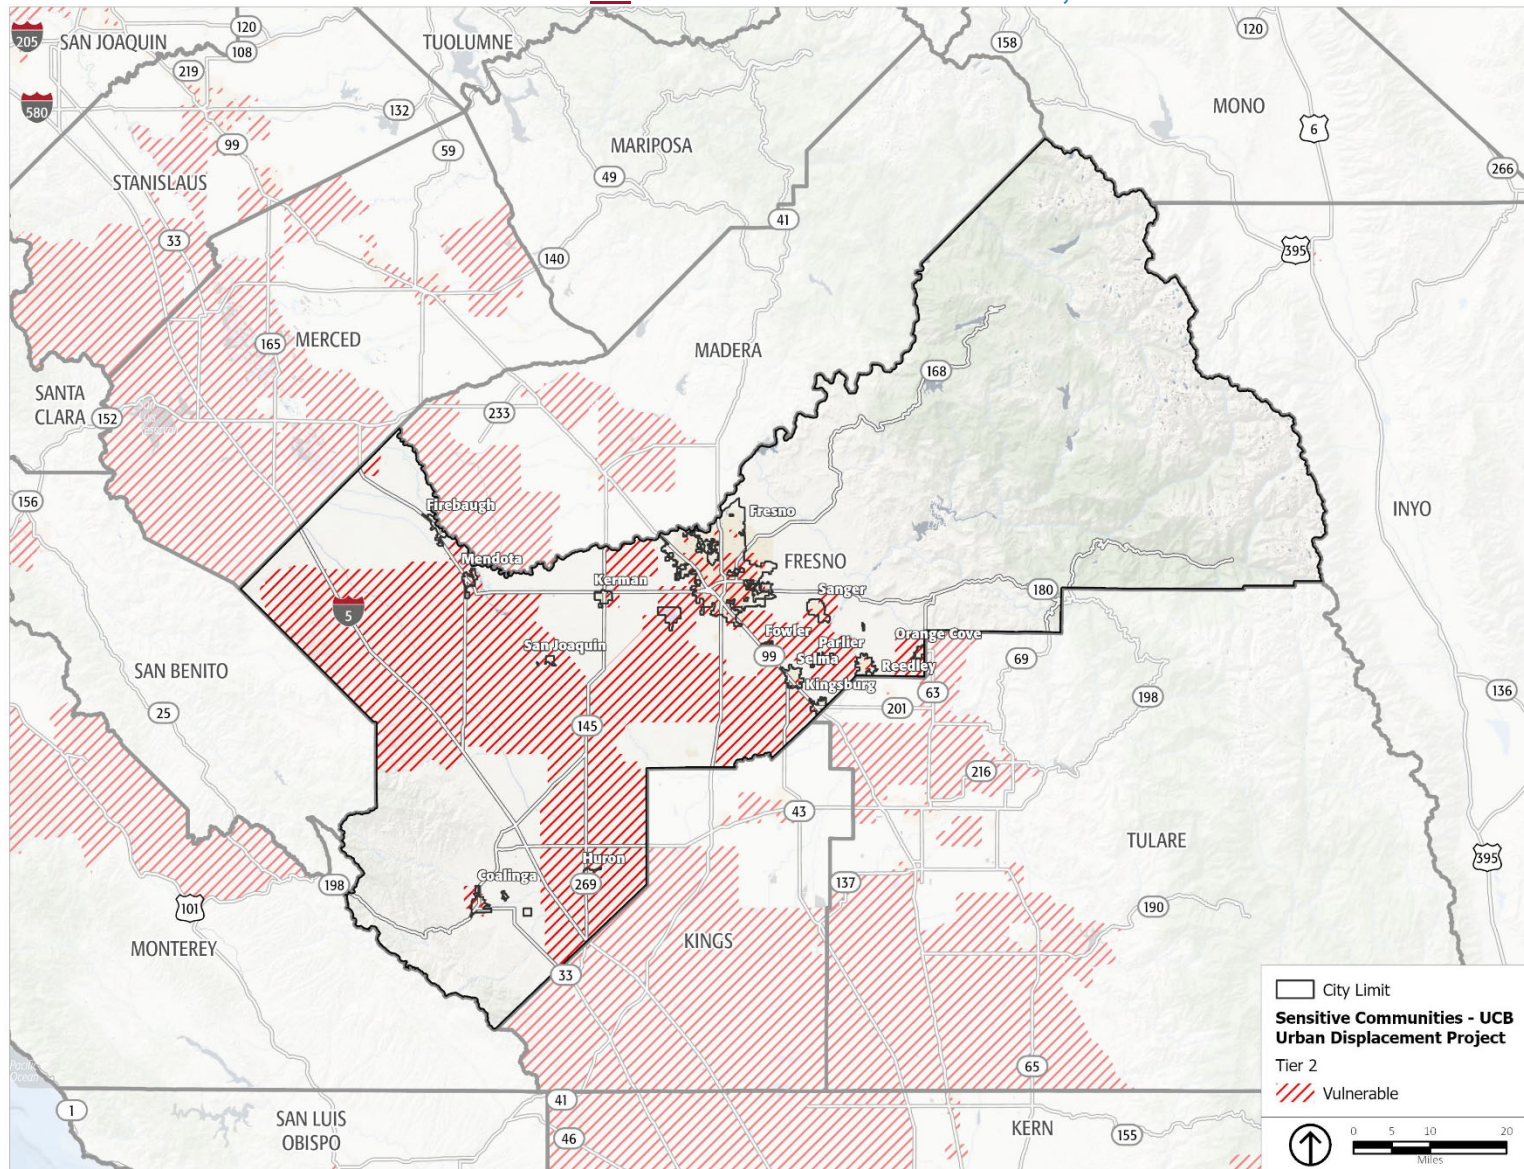 205
SAN JOAQUIN
120
108
TUOLUMNE
158
120
219
580
132
MONO
6
99
59
MARIPOSA
49
266
STANISLAUS
41
33
395
140
165
MERCED
MADERA
168
SANTA
CLARA
152
233
156
Firebaugh
Fresno
INYO
Mendota
FRESNO
Kerman
Sanger
180
5
Fowler
Orange Cove
San Joaquin
Parlier
99
Selma
Reedley
69
SAN BENITO
Kingsburg
63
198
136
25
201
145
216
43
TULARE
Huron
395
Coalinga
198
269
137
101
190
MONTEREY
KINGS
33
65
Pacific
Ocean
1
41
SAN LUIS
OBISPO
46
KERN
155
City Limit
Sensitive Communities - UCB
Urban Displacement Project
Tier 2
Vulnerable
0 5 10 20
Miles